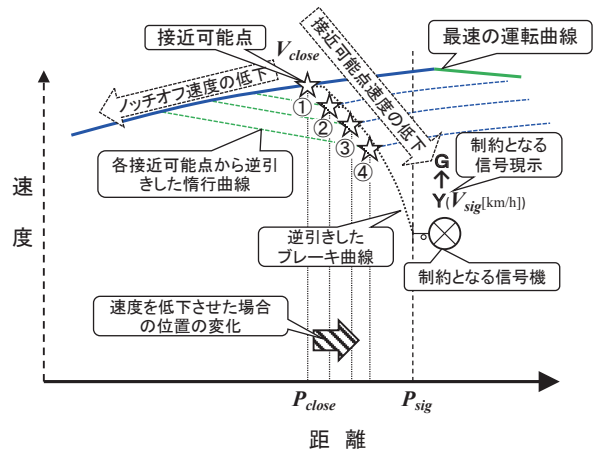 接近可能点
V_close
接近可能点速度の低下
最速の運転曲線
ノッチオフ速度の低下
①
②
③
④
各接近可能点から逆引
きした惰行曲線
制約となる
信号現示
G
↑
Y(V_sig[km/h])
逆引きした
ブレーキ曲線
制約となる信号機
速度を低下させた場合
の位置の変化
速度
P_close
P_sig
距離